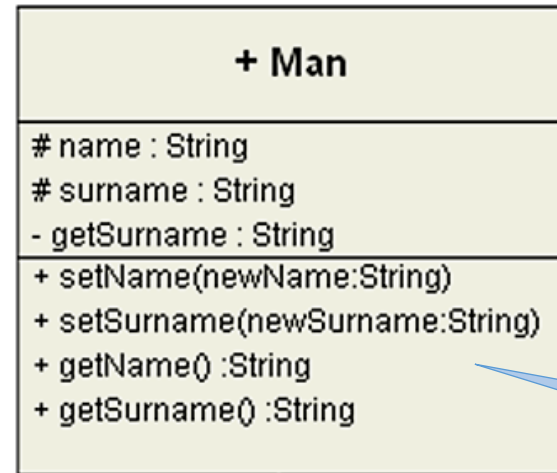 + Man
# name : String
# surname : String
- getSurname : String
+ setName(newName:String)
+ setSurname(newSurname:String)
+ getName() :String
+ getSurname() :String